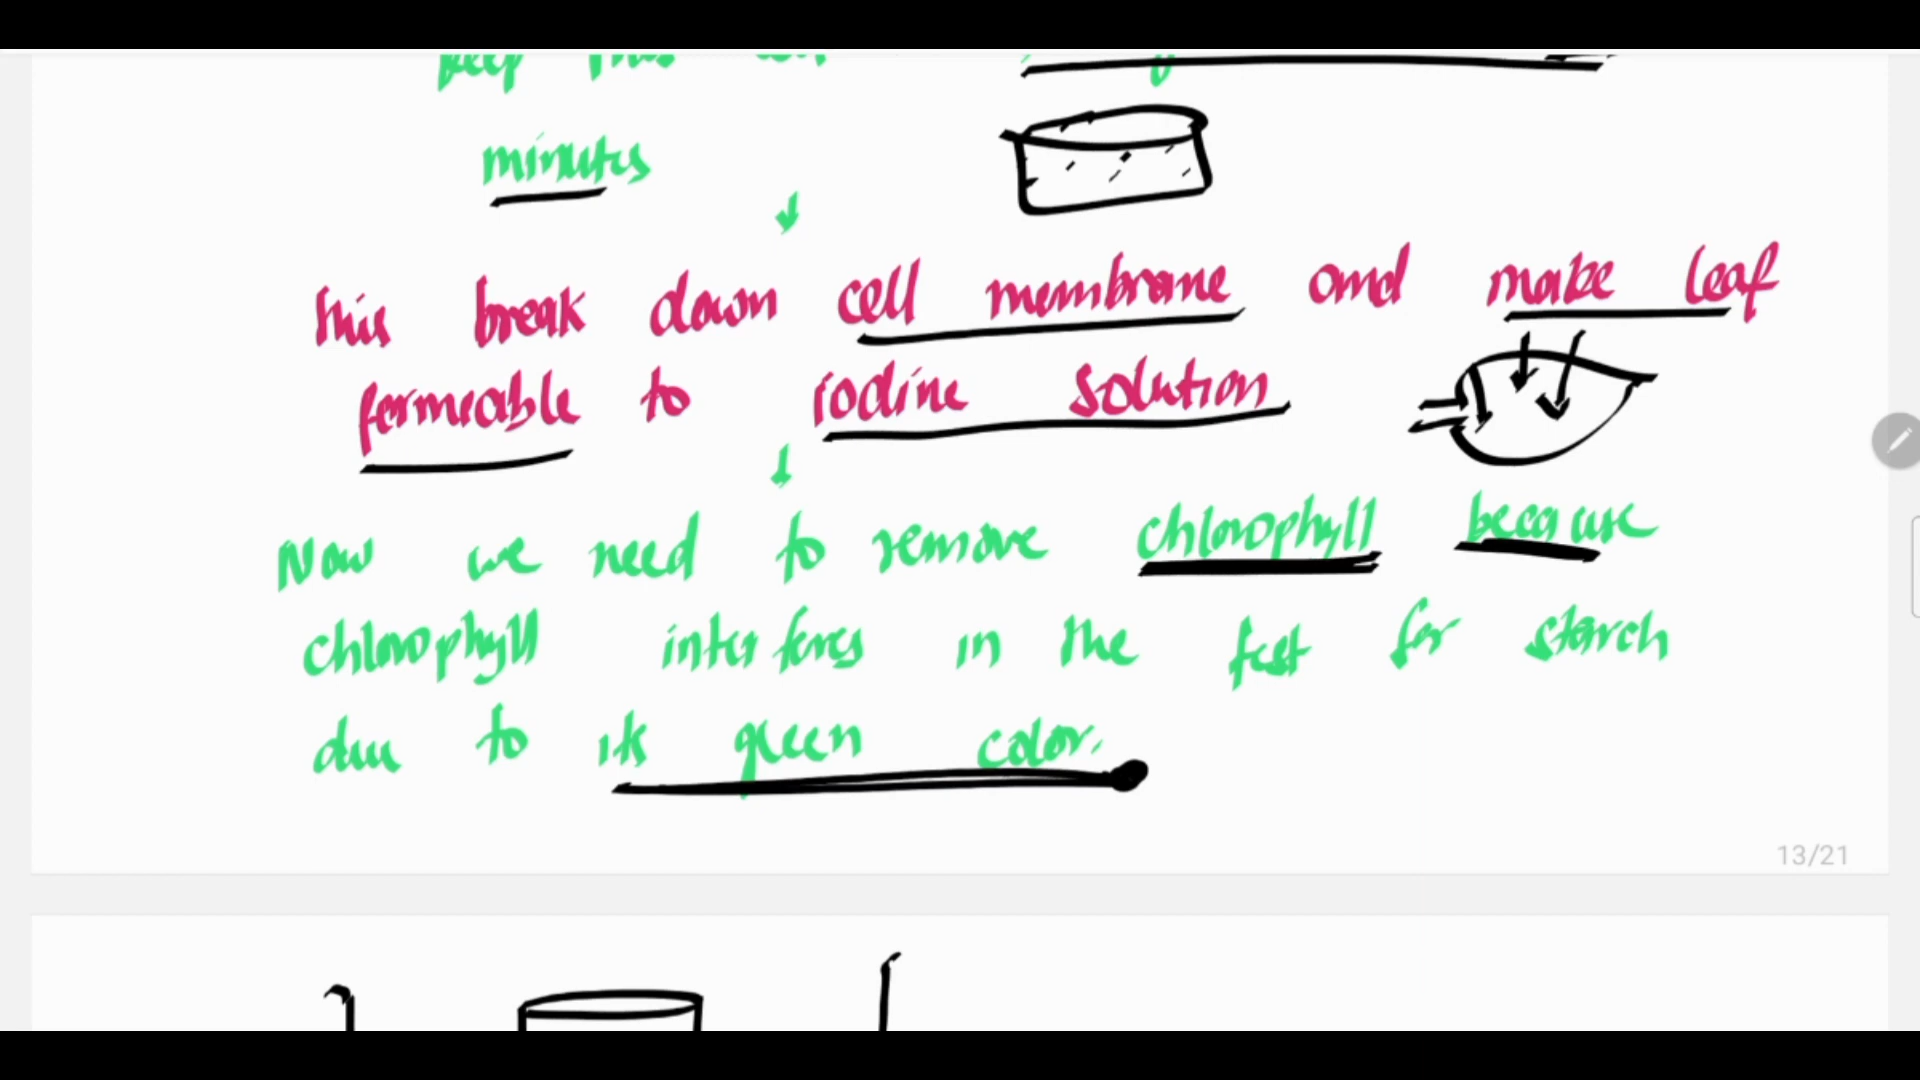 minutes
↓
This break down cell membrane and make leaf
permeable to iodine solution
↓
Now we need to remove chlorophyll because
chlorophyll interferes in the test for starch
due to its green color.
13/21